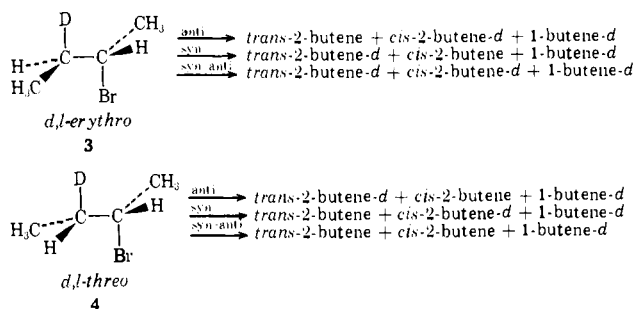 D CH₃
anti trans-2-butene + cis-2-butene-d + 1-butene-d
H C C H syn trans-2-butene-d + cis-2-butene + 1-butene-d
syn-anti trans-2-butene-d + cis-2-butene-d + 1-butene-d
H₃C Br
d,l-erythro
3
D CH₃
anti trans-2-butene-d + cis-2-butene + 1-butene-d
H₃C C C H syn trans-2-butene + cis-2-butene-d + 1-butene-d
syn-anti trans-2-butene + cis-2-butene + 1-butene-d
H Br
d,l-threo
4